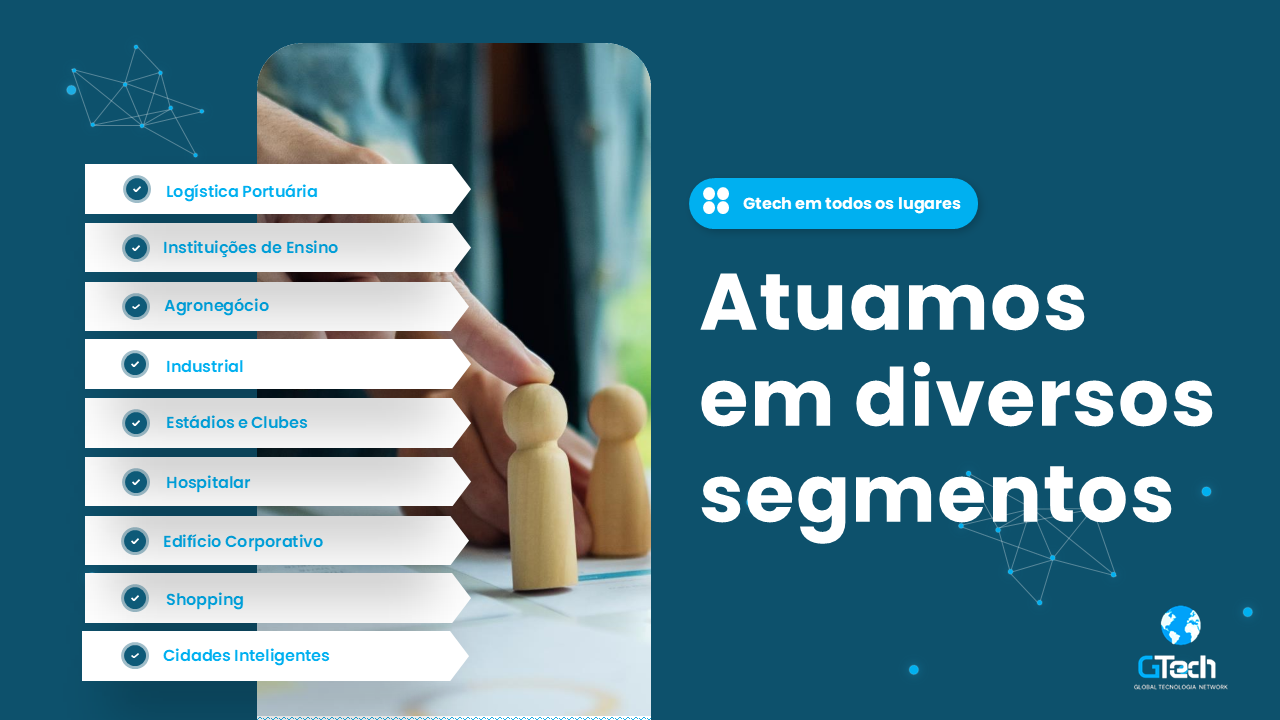 Logística Portuária
Instituições de Ensino
Agronegócio
Industrial
Estádios e Clubes
Hospitalar
Edifício Corporativo
Shopping
Cidades Inteligentes
Gtech em todos os lugares
Atuamos
em diversos
segmentos
GTech
GLOBAL TECNOLOGIA NETWORK